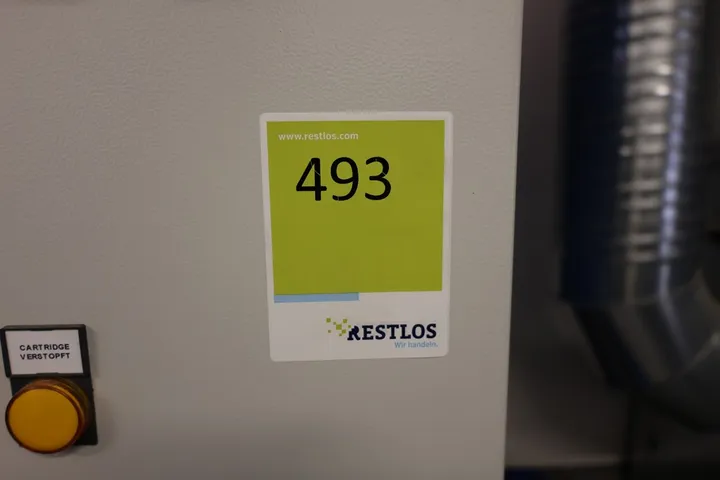 www.restlos.com
493
RESTLOS
Wir handeln.
CARTRIDGE
VERSTOPFT